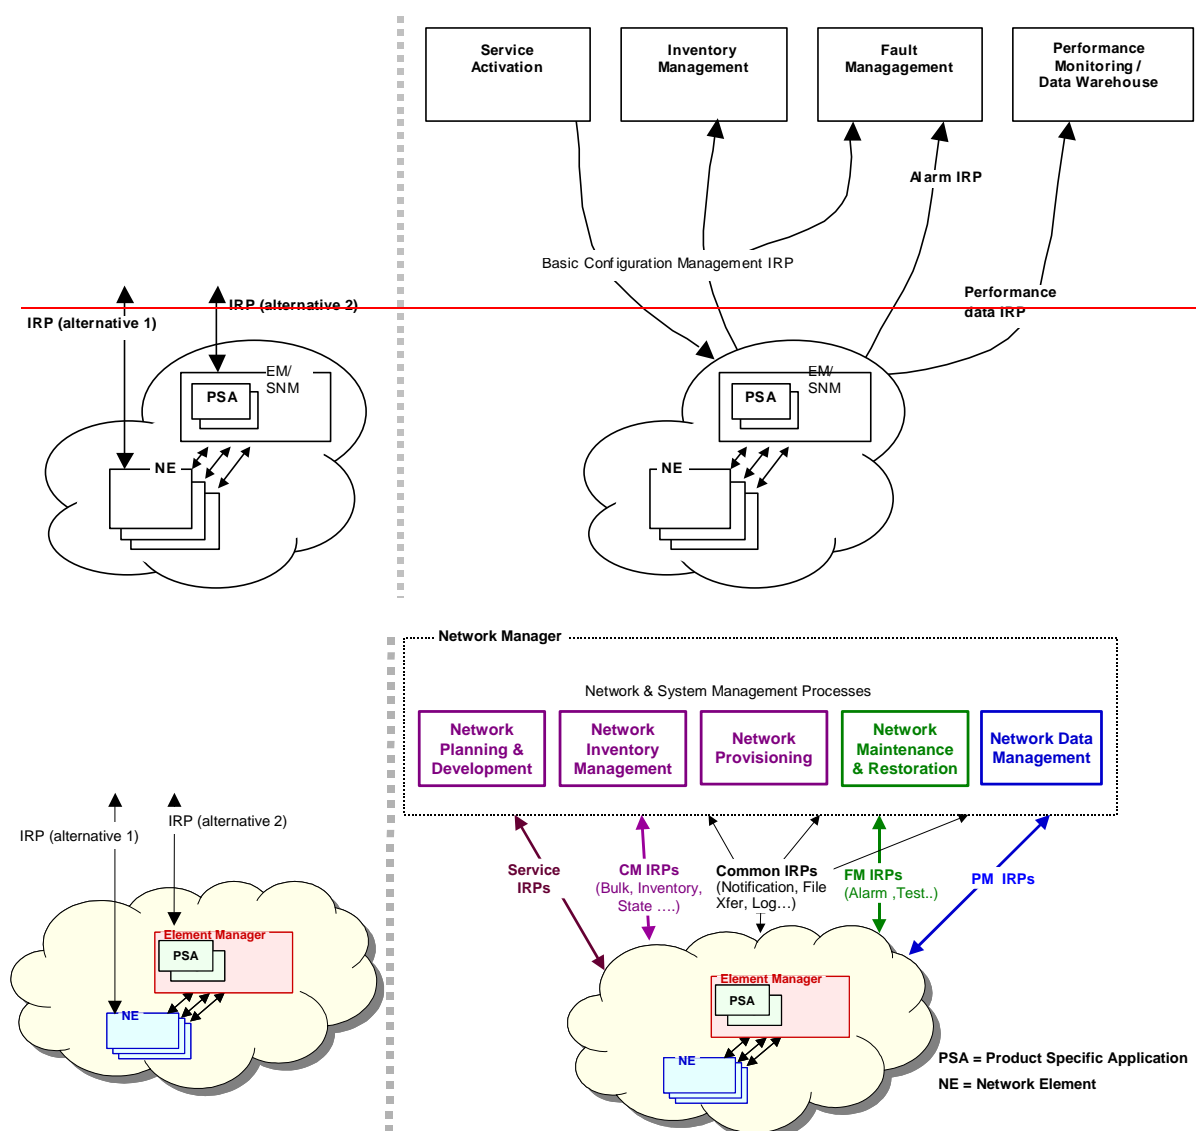 Service
Activation
Inventory
Management
Fault
Managagement
Performance
Monitoring /
Data Warehouse
Alarm IRP
Basic Configuration Management IRP
Performance
data IRP
IRP (alternative 2)
IRP (alternative 1)
EM/
SNM
PSA
NE
EM/
SNM
PSA
NE
Network Manager
Network & System Management Processes
Network
Planning &
Development
Network
Inventory
Management
Network
Provisioning
Network
Maintenance
& Restoration
Network Data
Management
IRP (alternative 1)
IRP (alternative 2)
Service
IRPs
CM IRPs
(Bulk, Inventory,
State ....)
Common IRPs
(Notification, File
Xfer, Log…)
FM IRPs
(Alarm ,Test..)
PM IRPs
Element Manager
PSA
NE
Element Manager
PSA
NE
PSA = Product Specific Application
NE = Network Element